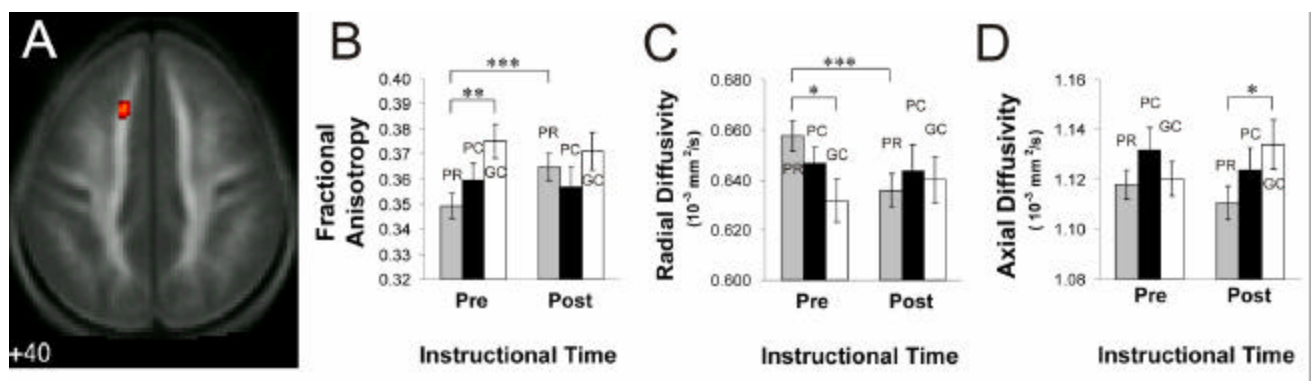 A
+40
B
Fractional
Anisotropy
0.40
0.39
0.38
0.37
0.36
0.35
0.34
0.33
0.32
***
**
PR
PC
GC
PR
PC
GC
Pre
Post
Instructional Time
C
Radial Diffusivity
(10⁻³ mm ²/s)
0.680
0.660
0.640
0.620
0.600
***
*
PR
PC
GC
PR
PC
GC
Pre
Post
Instructional Time
D
Axial Diffusivity
( 10⁻³ mm ²/s)
1.16
1.14
1.12
1.10
1.08
*
PR
PC
GC
PR
PC
GC
Pre
Post
Instructional Time